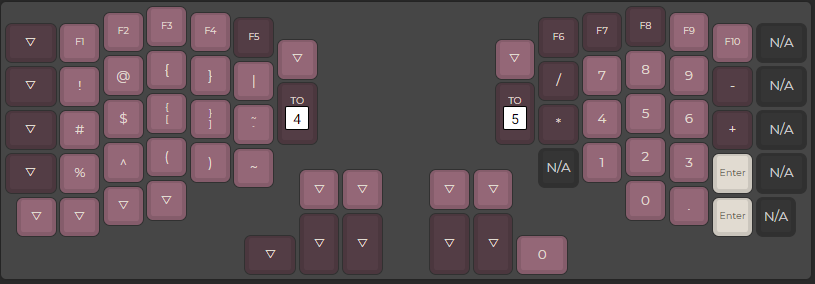 ▽ F1 F2 F3 F4 F5 ▽ ▽ F6 F7 F8 F9 F10 N/A
▽ ! @ { } | / 7 8 9 - N/A
TO TO
▽ # $ { [ } ] ~ . 4 5 * 4 5 6 + N/A
▽ % ^ ( ) ~ N/A 1 2 3 Enter N/A
▽ ▽ ▽ ▽ ▽ ▽ ▽ ▽ 0 . Enter N/A
▽ ▽ ▽ ▽ ▽ 0